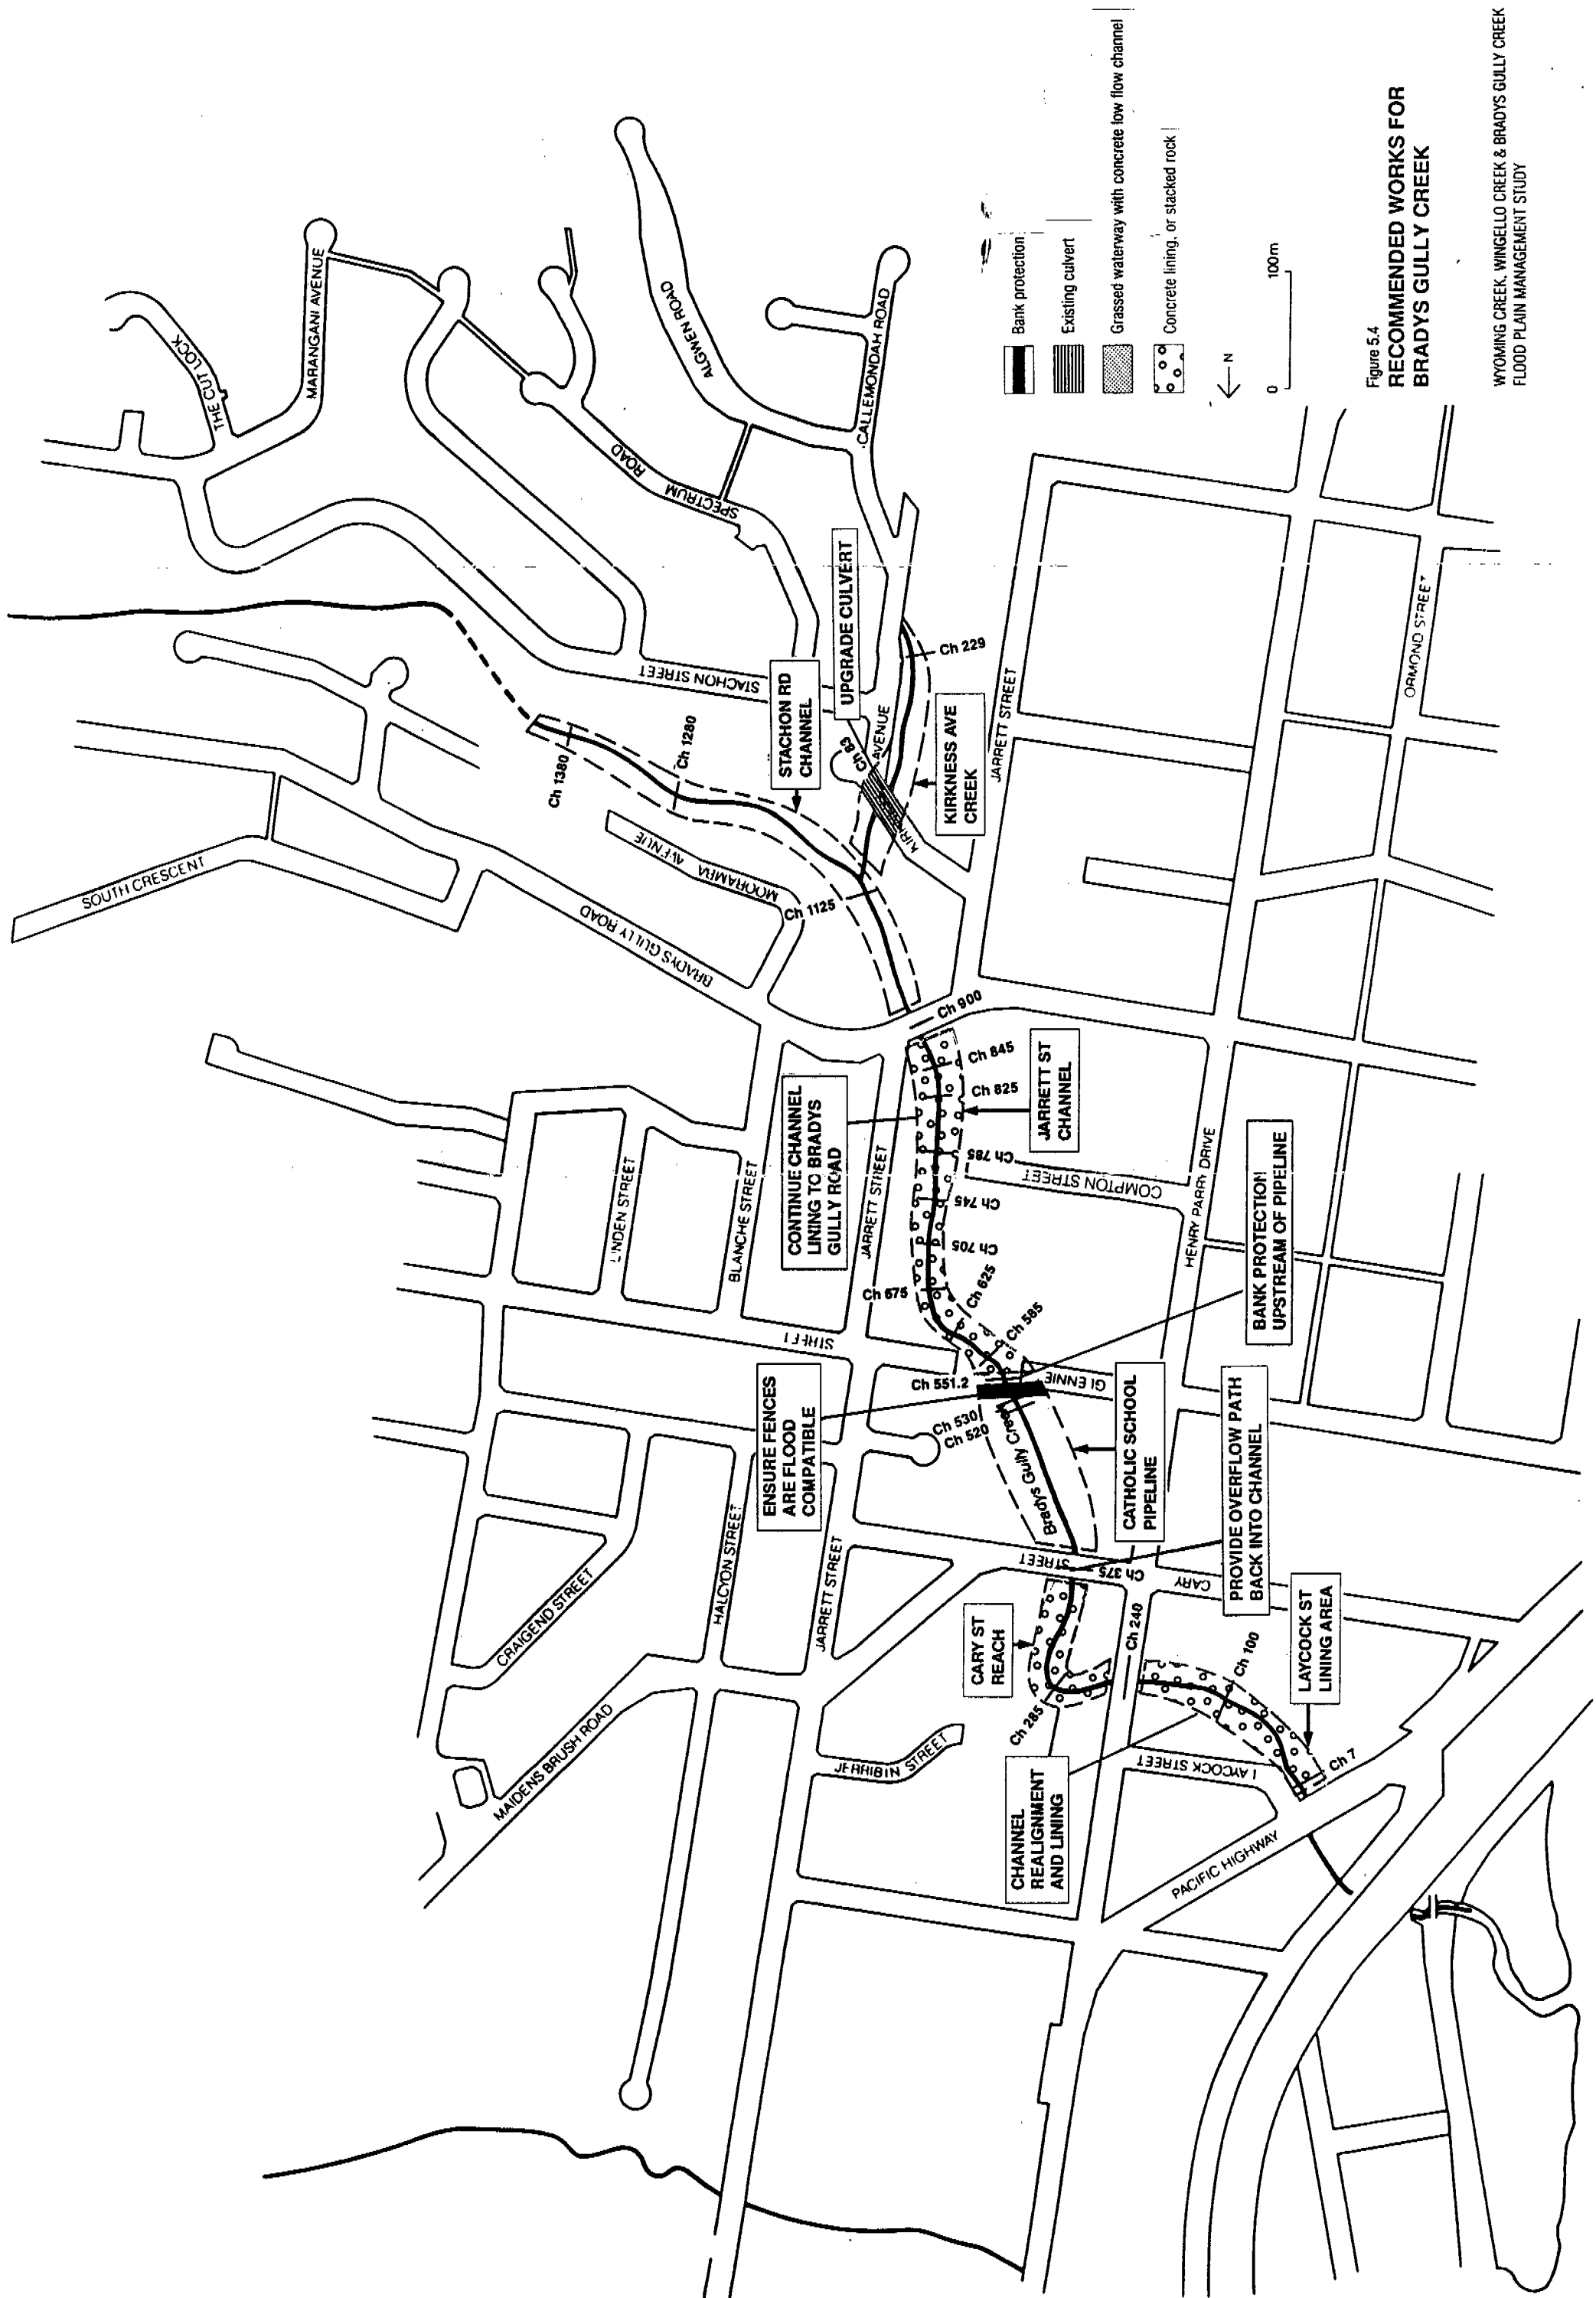 SOUTH CRESCENT
THE CUT LOCK
MARANGANI AVENUE
ALGWEN ROAD
CALLEMONDAH ROAD
SPECTRUM
ROAD
STACHON STREET
BRADYS GULLY ROAD
MOORAMBA
AVENUE
Ch 1380
Ch 1280
STACHON RD
CHANNEL
UPGRADE CULVERT
Ch 83
AVENUE
Ch 229
KIRKNESS AVE
CREEK
JARRETT STREET
Ch 1125
Ch 900
Ch 845
Ch 825
JARRETT ST
CHANNEL
CONTINUE CHANNEL
LINING TO BRADYS
GULLY ROAD
LINDEN STREET
BLANCHE STREET
JARRETT STREET
Ch 785
Ch 745
Ch 705
COMPTON STREET
HENRY PARRY DRIVE
ORMOND STREET
Ch 675
Ch 625
Ch 585
BANK PROTECTION
UPSTREAM OF PIPELINE
STREET
GLENNIE
Ch 551.2
Ch 530
Ch 520
ENSURE FENCES
ARE FLOOD
COMPATIBLE
Bradys Gully Creek
CATHOLIC SCHOOL
PIPELINE
PROVIDE OVERFLOW PATH
BACK INTO CHANNEL
CRAIGEND STREET
HALCYON STREET
JARRETT STREET
MAIDENS BRUSH ROAD
STREET
Ch 375
CARY
CARY ST
REACH
Ch 240
Ch 285
Ch 100
LAYCOCK ST
LINING AREA
JERRIBIN STREET
LAYCOCK STREET
Ch 7
CHANNEL
REALIGNMENT
AND LINING
PACIFIC HIGHWAY
Bank protection
Existing culvert
Grassed waterway with concrete low flow channel
Concrete lining, or stacked rock
N
0 100m
Figure 5.4
RECOMMENDED WORKS FOR
BRADYS GULLY CREEK
WYOMING CREEK, WINGELLO CREEK & BRADYS GULLY CREEK
FLOOD PLAIN MANAGEMENT STUDY